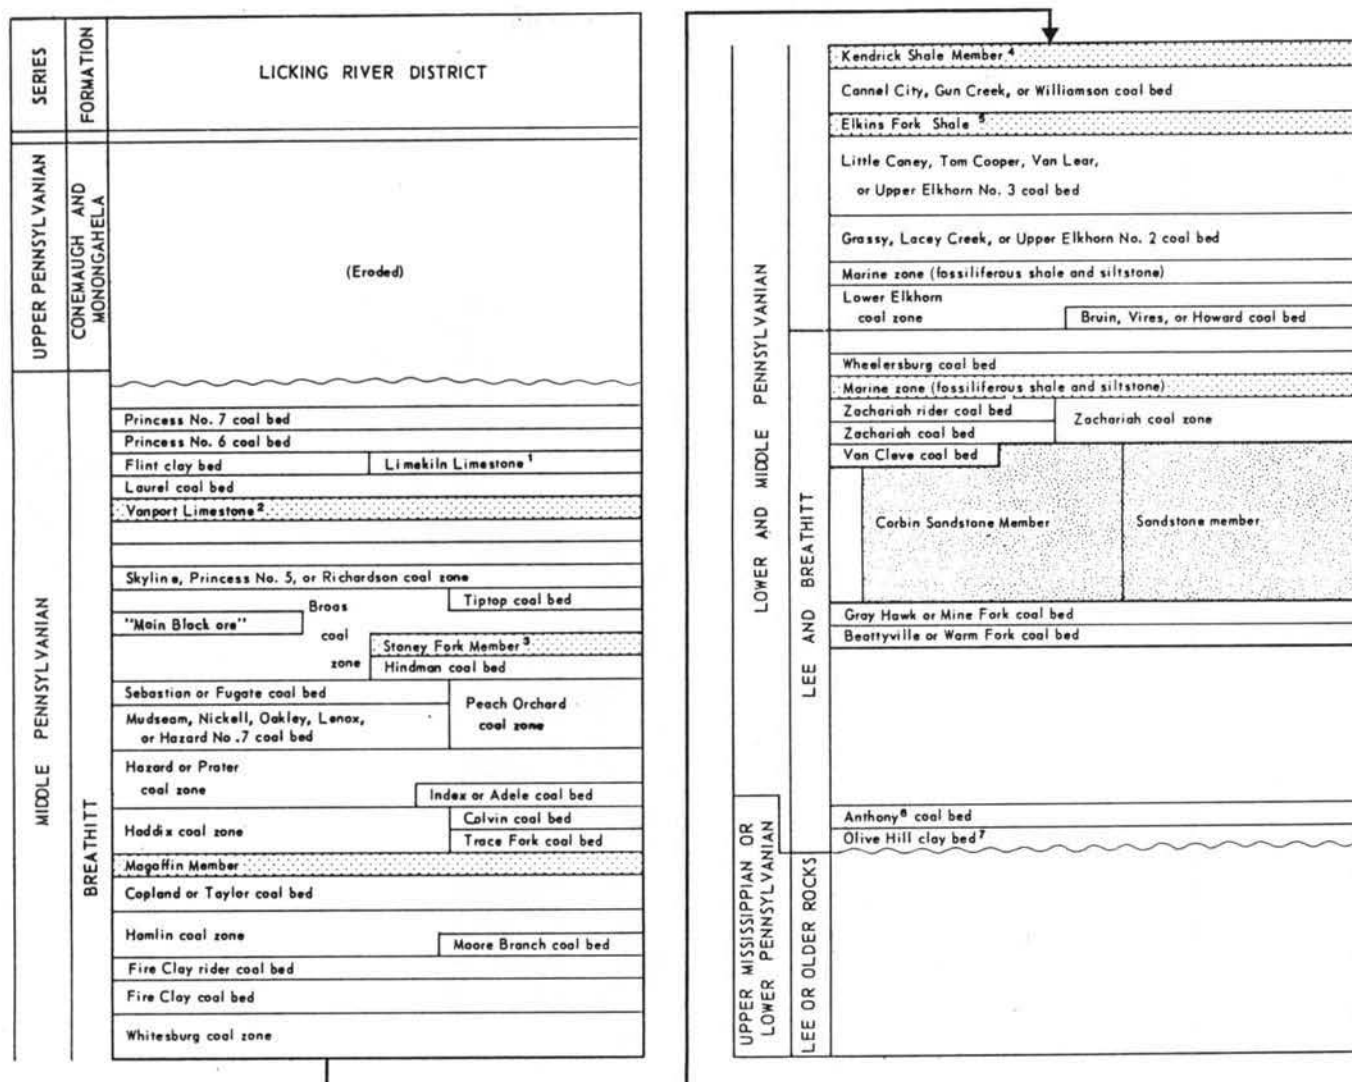 SERIES
FORMATION
LICKING RIVER DISTRICT
UPPER PENNSYLVANIAN
CONEMAUGH AND
MONONGAHELA
(Eroded)
MIDDLE PENNSYLVANIAN
BREATHITT
Princess No. 7 coal bed
Princess No. 6 coal bed
Flint clay bed
Limekiln Limestone 1
Laurel coal bed
Vanport Limestone 2
Skyline, Princess No. 5, or Richardson coal zone
Tiptop coal bed
Broas
coal
zone
"Main Block ore"
Stoney Fork Member 3
Hindman coal bed
Sebastian or Fugate coal bed
Peach Orchard
coal zone
Mudseam, Nickell, Oakley, Lenox,
or Hazard No.7 coal bed
Hazard or Prater
coal zone
Index or Adele coal bed
Haddix coal zone
Colvin coal bed
Trace Fork coal bed
Magoffin Member
Copland or Taylor coal bed
Hamlin coal zone
Moore Branch coal bed
Fire Clay rider coal bed
Fire Clay coal bed
Whitesburg coal zone
LOWER AND MIDDLE PENNSYLVANIAN
LEE AND BREATHITT
Kendrick Shale Member 4
Cannel City, Gun Creek, or Williamson coal bed
Elkins Fork Shale 5
Little Caney, Tom Cooper, Van Lear,
or Upper Elkhorn No. 3 coal bed
Grassy, Lacey Creek, or Upper Elkhorn No. 2 coal bed
Marine zone (fossiliferous shale and siltstone)
Lower Elkhorn
coal zone
Bruin, Vires, or Howard coal bed
Wheelersburg coal bed
Marine zone (fossiliferous shale and siltstone)
Zachariah rider coal bed
Zachariah coal zone
Zachariah coal bed
Van Cleve coal bed
Corbin Sandstone Member
Sandstone member
Gray Hawk or Mine Fork coal bed
Beattyville or Warm Fork coal bed
Anthony 6 coal bed
Olive Hill clay bed 7
UPPER MISSISSIPPIAN OR
LOWER PENNSYLVANIAN
LEE OR OLDER ROCKS